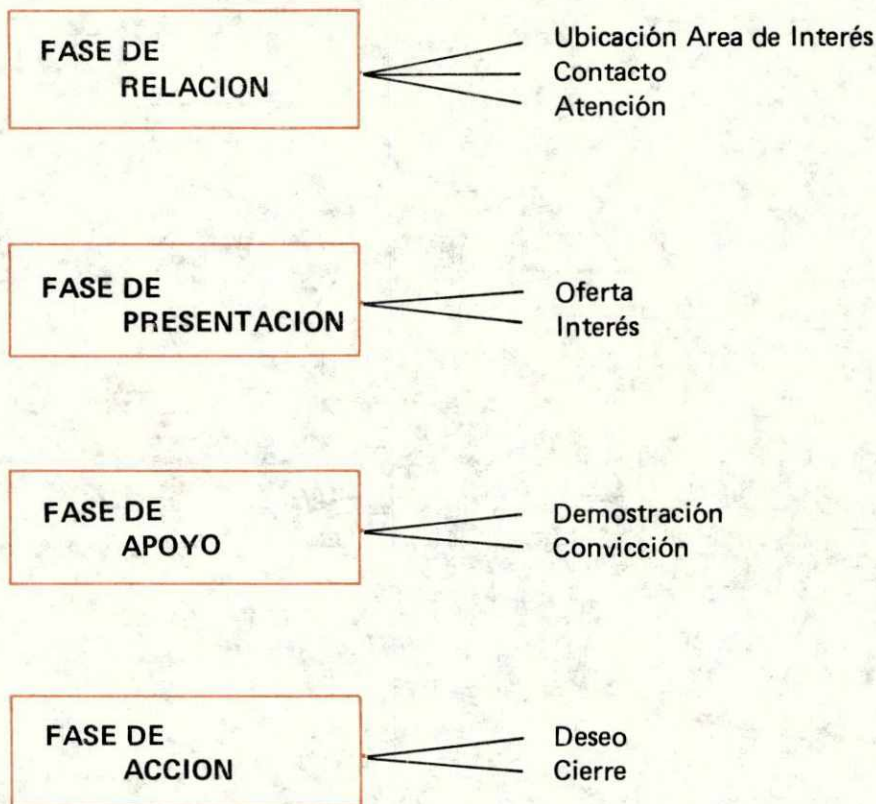 FASE DE
RELACION
Ubicación Area de Interés
Contacto
Atención
FASE DE
PRESENTACION
Oferta
Interés
FASE DE
APOYO
Demostración
Convicción
FASE DE
ACCION
Deseo
Cierre